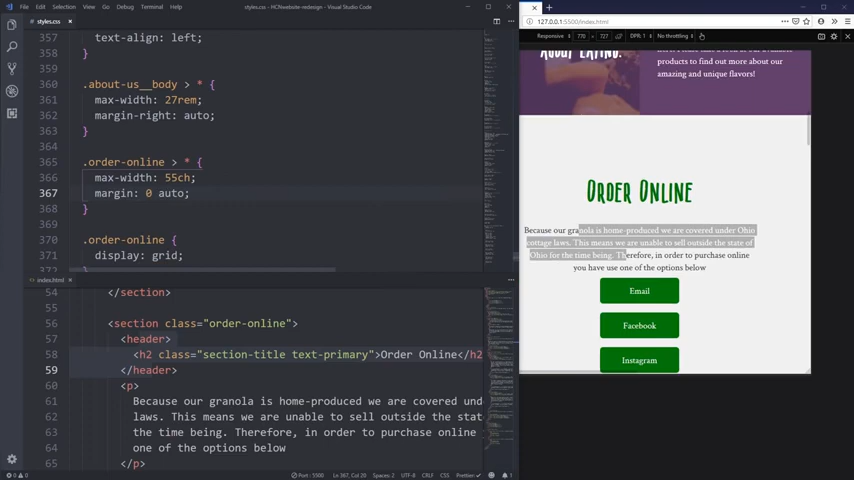 File Edit Selection View Go Debug Terminal Help styles.css - HCNwebsite-redesign - Visual Studio Code
styles.css ×
357 text-align: left;
358 }
359
360 .about-us__body > * {
361 max-width: 27rem;
362 margin-right: auto;
363 }
364
365 .order-online > * {
366 max-width: 55ch;
367 margin: 0 auto;
368 }
369
370 .order-online {
371 display: grid;
372
index.html ×
54 </section>
55
56 <section class="order-online">
57 <header>
58 <h2 class="section-title text-primary">Order Online</h2
59 </header>
60 <p>
61 Because our granola is home-produced we are covered und
62 laws. This means we are unable to sell outside the stat
63 the time being. Therefore, in order to purchase online
64 one of the options below
65 </p>
0 0 Port : 5500 Ln 367, Col 20 Spaces: 2 UTF-8 CRLF CSS Prettier 1
127.0.0.1:5500/index.html
Responsive 770 × 727 DPR: 1 No throttling
ABOUT EATING!
products to find out more about our
amazing and unique flavors!
Order Online
Because our granola is home-produced we are covered under Ohio
cottage laws. This means we are unable to sell outside the state of
Ohio for the time being. Therefore, in order to purchase online
you have use one of the options below
Email
Facebook
Instagram